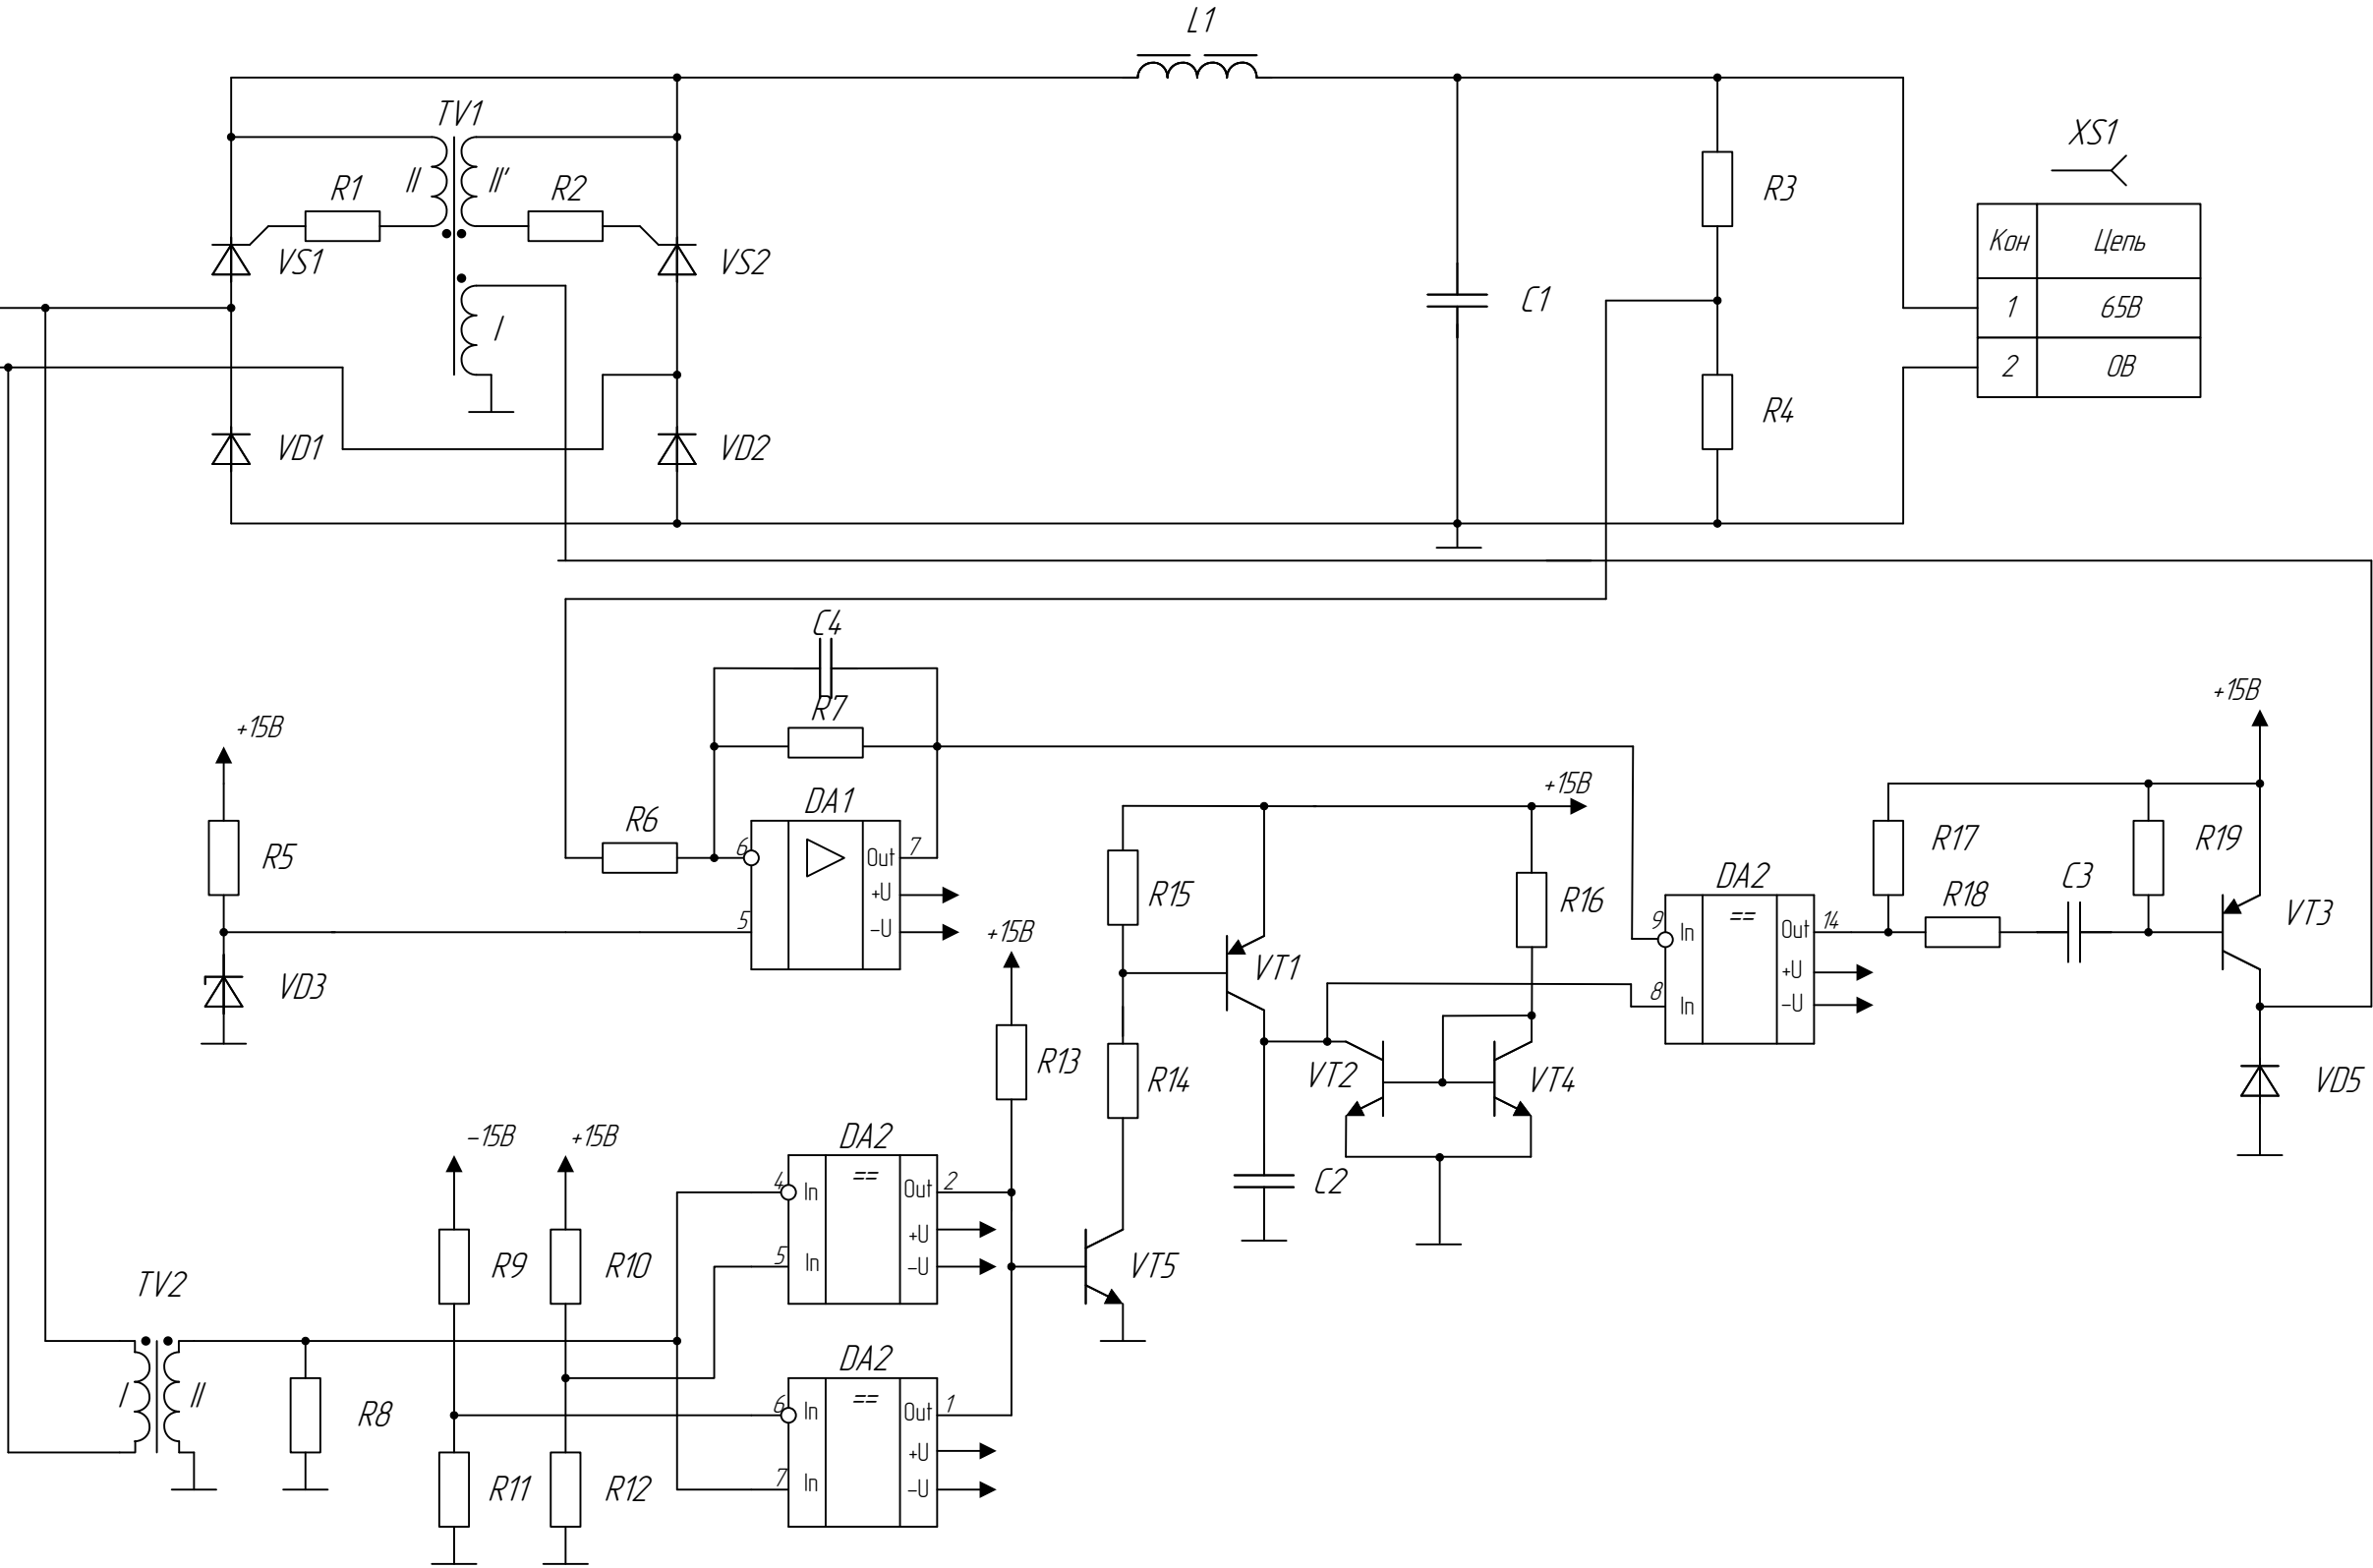 L1
TV1
XS1
II
II'
R1
R2
R3
Кон
Цепь
VS1
VS2
1
65В
C1
I
2
0В
R4
VD1
VD2
C4
R7
+15В
+15В
+15В
DA1
R6
6
Out
7
R5
+U
R15
R16
DA2
R17
R18
C3
R19
5
-U
+15В
9
In
Out
14
VT3
VD3
VT1
+U
8
In
-U
R13
R14
VT2
VT4
VD5
-15В
+15В
DA2
==
==
4
In
Out
2
C2
+U
R9
R10
5
In
-U
VT5
TV2
DA2
==
I
II
R8
6
In
Out
1
+U
R11
R12
7
In
-U